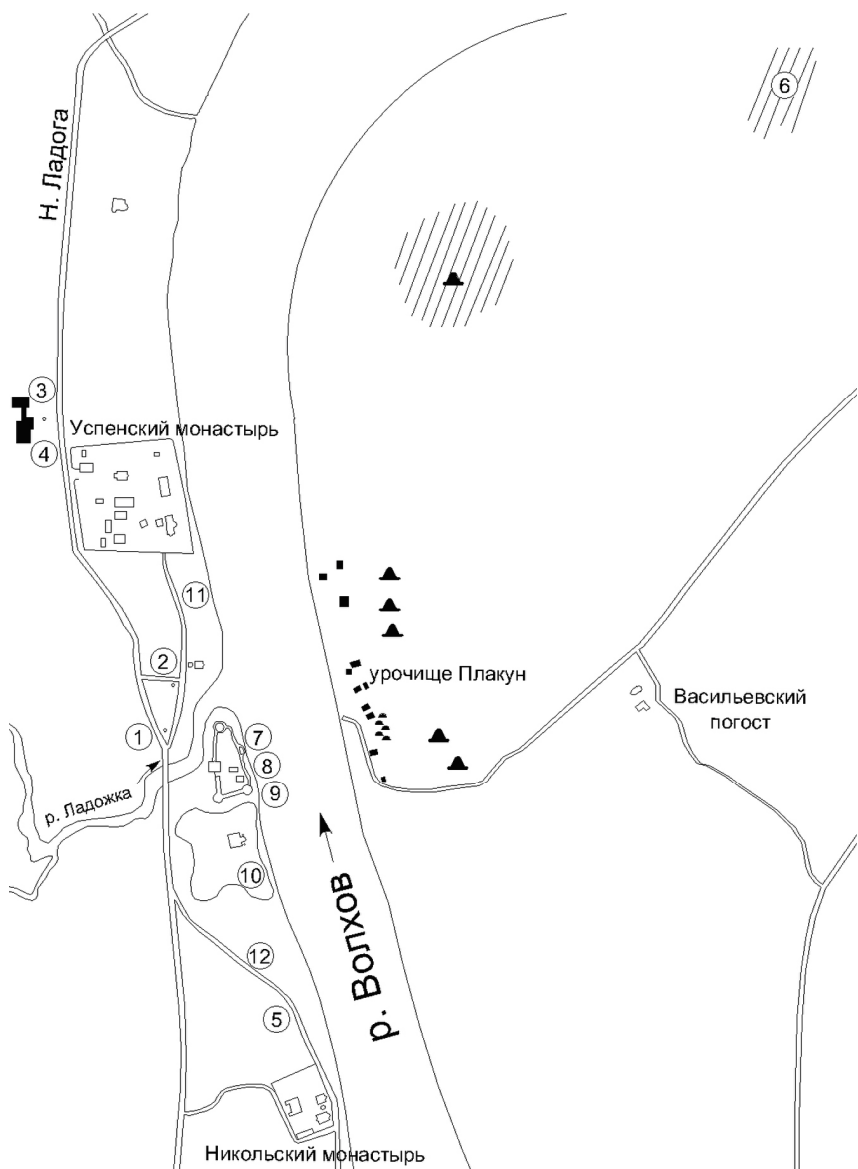 6
Н. Ладога
3
Успенский монастырь
4
11
2
урочище Плакун
Васильевский
погост
1
7
8
р. Ладожка
9
10
р. Волхов
12
5
Никольский монастырь